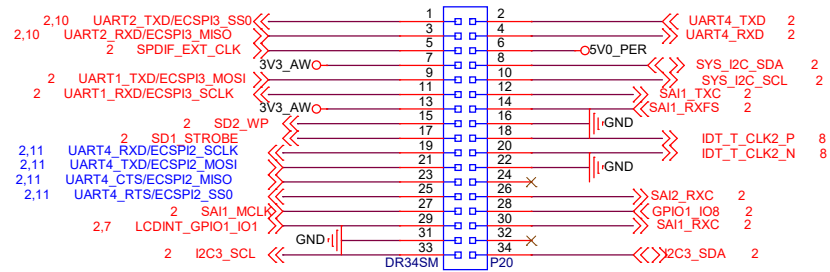 2,10 UART2_TXD/ECSPI3_SS0 1 2 UART4_TXD 2
2,10 UART2_RXD/ECSPI3_MISO 3 4 UART4_RXD 2
2 SPDIF_EXT_CLK 5 6 5V0_PER
3V3_AW 7 8 SYS_I2C_SDA 2
2 UART1_TXD/ECSPI3_MOSI 9 10 SYS_I2C_SCL 2
2 UART1_RXD/ECSPI3_SCLK 11 12 SAI1_TXC 2
3V3_AW 13 14 SAI1_RXFS 2
2 SD2_WP 15 16 GND
2 SD1_STROBE 17 18 IDT_T_CLK2_P 8
2,11 UART4_RXD/ECSPI2_SCLK 19 20 IDT_T_CLK2_N 8
2,11 UART4_TXD/ECSPI2_MOSI 21 22 GND
2,11 UART4_CTS/ECSPI2_MISO 23 24
2,11 UART4_RTS/ECSPI2_SS0 25 26 SAI2_RXC 2
2 SAI1_MCLK 27 28 GPIO1_IO8 2
2,7 LCDINT_GPIO1_IO1 29 30 SAI1_RXC 2
GND 31 32
2 I2C3_SCL 33 34 I2C3_SDA 2
DR34SM P20